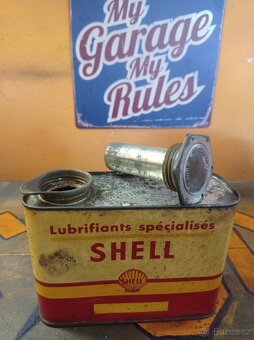 My
Garage
My
Rules
Lubrifiants spécialisés
SHELL
SHELL
Bazos.cz